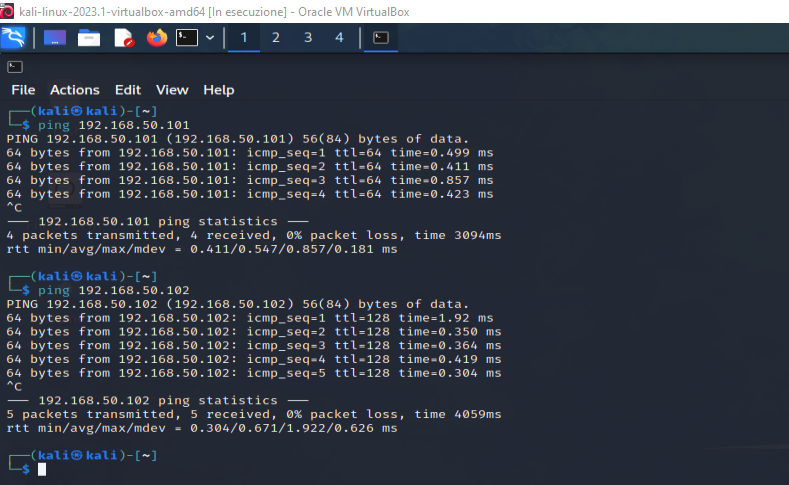 kali-linux-2023.1-virtualbox-amd64 [In esecuzione] - Oracle VM VirtualBox
1 2 3 4
File Actions Edit View Help
┌──(kali㉿kali)-[~]
└─$ ping 192.168.50.101
PING 192.168.50.101 (192.168.50.101) 56(84) bytes of data.
64 bytes from 192.168.50.101: icmp_seq=1 ttl=64 time=0.499 ms
64 bytes from 192.168.50.101: icmp_seq=2 ttl=64 time=0.411 ms
64 bytes from 192.168.50.101: icmp_seq=3 ttl=64 time=0.857 ms
64 bytes from 192.168.50.101: icmp_seq=4 ttl=64 time=0.423 ms
^C
─── 192.168.50.101 ping statistics ───
4 packets transmitted, 4 received, 0% packet loss, time 3094ms
rtt min/avg/max/mdev = 0.411/0.547/0.857/0.181 ms
┌──(kali㉿kali)-[~]
└─$ ping 192.168.50.102
PING 192.168.50.102 (192.168.50.102) 56(84) bytes of data.
64 bytes from 192.168.50.102: icmp_seq=1 ttl=128 time=1.92 ms
64 bytes from 192.168.50.102: icmp_seq=2 ttl=128 time=0.350 ms
64 bytes from 192.168.50.102: icmp_seq=3 ttl=128 time=0.364 ms
64 bytes from 192.168.50.102: icmp_seq=4 ttl=128 time=0.419 ms
64 bytes from 192.168.50.102: icmp_seq=5 ttl=128 time=0.304 ms
^C
─── 192.168.50.102 ping statistics ───
5 packets transmitted, 5 received, 0% packet loss, time 4059ms
rtt min/avg/max/mdev = 0.304/0.671/1.922/0.626 ms
┌──(kali㉿kali)-[~]
└─$